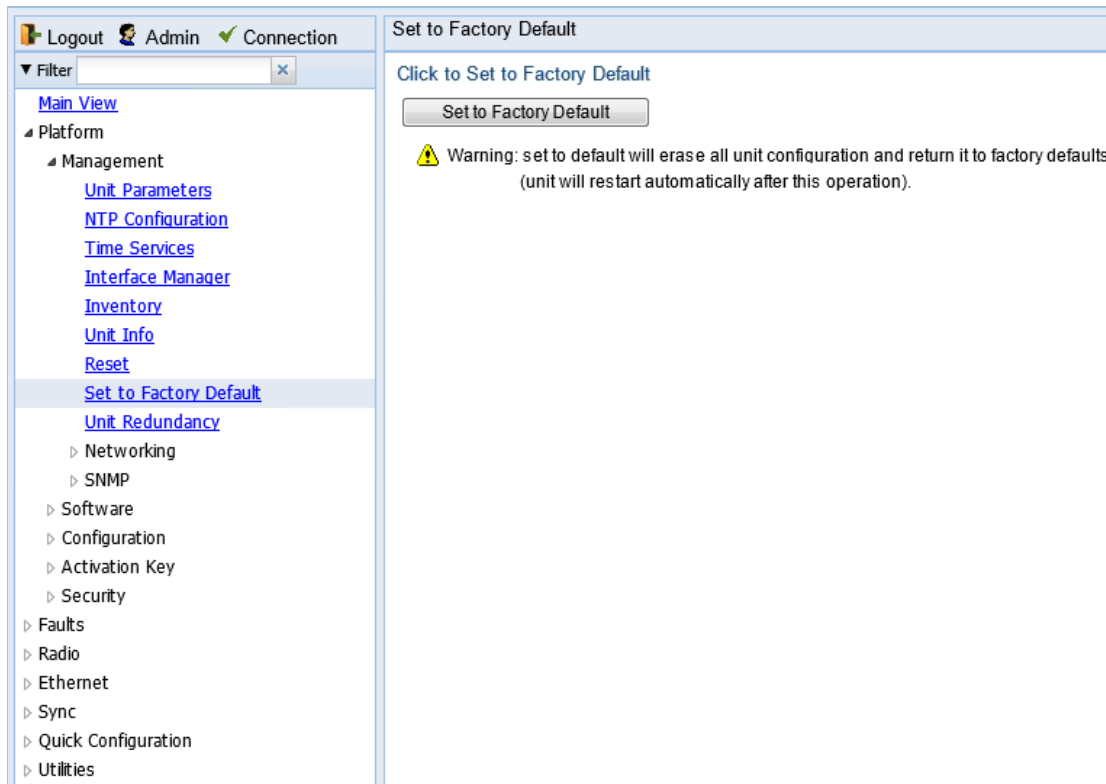 Logout Admin Connection
Filter
Main View
Platform
Management
Unit Parameters
NTP Configuration
Time Services
Interface Manager
Inventory
Unit Info
Reset
Set to Factory Default
Unit Redundancy
Networking
SNMP
Software
Configuration
Activation Key
Security
Faults
Radio
Ethernet
Sync
Quick Configuration
Utilities
Set to Factory Default
Click to Set to Factory Default
Set to Factory Default
Warning: set to default will erase all unit configuration and return it to factory defaults
(unit will restart automatically after this operation).